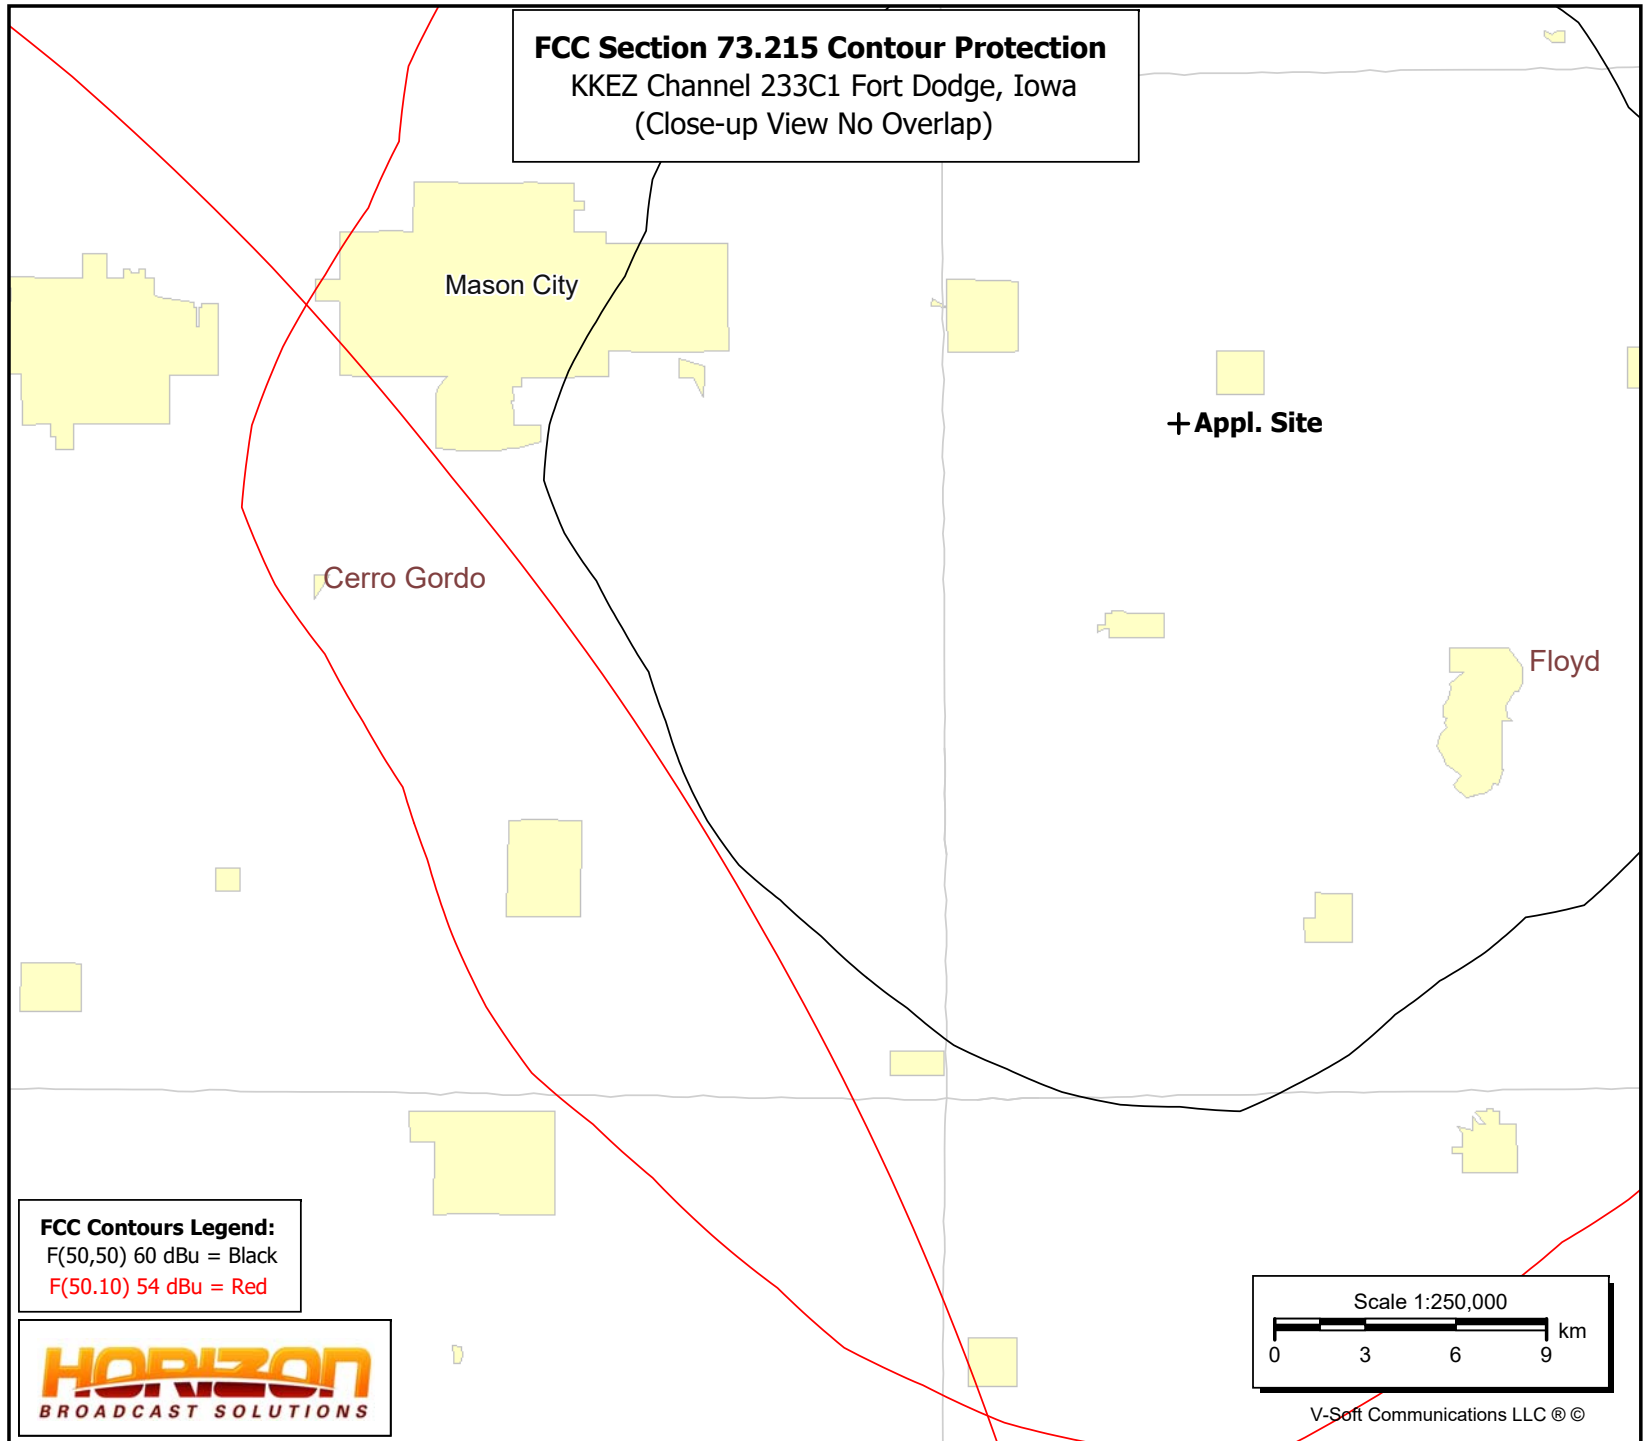 FCC Section 73.215 Contour Protection
KKEZ Channel 233C1 Fort Dodge, Iowa
(Close-up View No Overlap)
Mason City
+Appl. Site
Cerro Gordo
Floyd
FCC Contours Legend:
F(50,50) 60 dBu = Black
F(50.10) 54 dBu = Red
HORIZON
BROADCAST SOLUTIONS
Scale 1:250,000
km
0 3 6 9
V-Soft Communications LLC ® ©